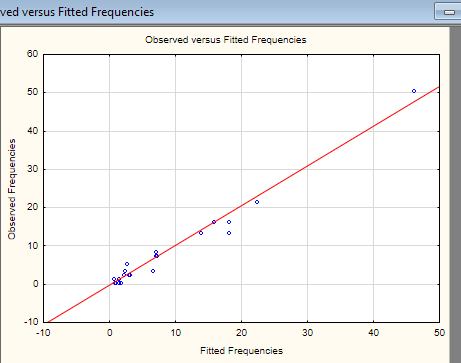 ved versus Fitted Frequencies
Observed versus Fitted Frequencies
60
50
40
30
20
10
0
-10
Observed Frequencies
-10 0 10 20 30 40 50
Fitted Frequencies